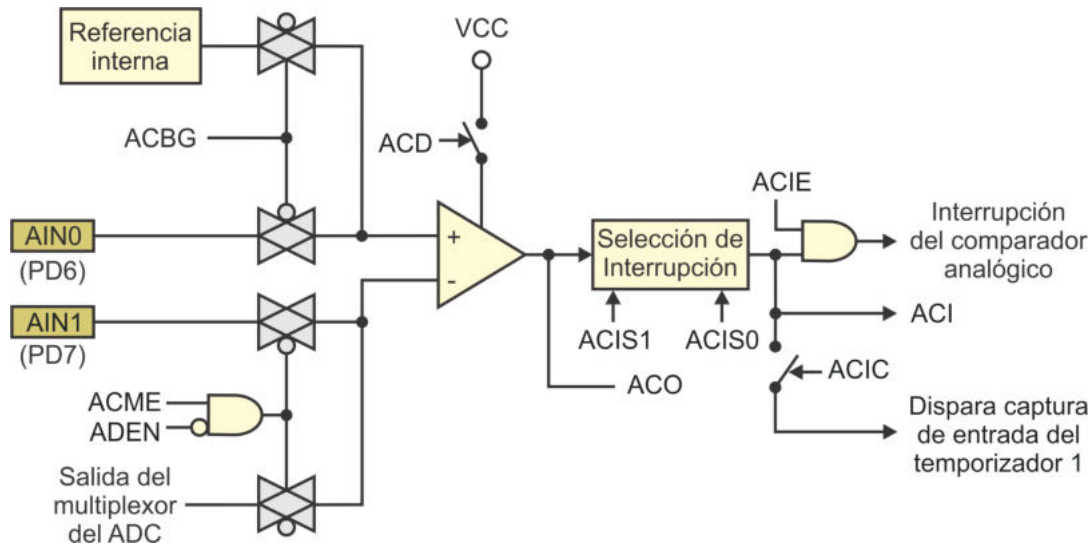 Referencia
interna
VCC
ACBG
ACD
ACIE
AIN0
(PD6)
+
-
Selección de
Interrupción
Interrupción
del comparador
analógico
AIN1
(PD7)
ACIS1
ACIS0
ACI
ACO
ACIC
ACME
ADEN
Dispara captura
de entrada del
temporizador 1
Salida del
multiplexor
del ADC